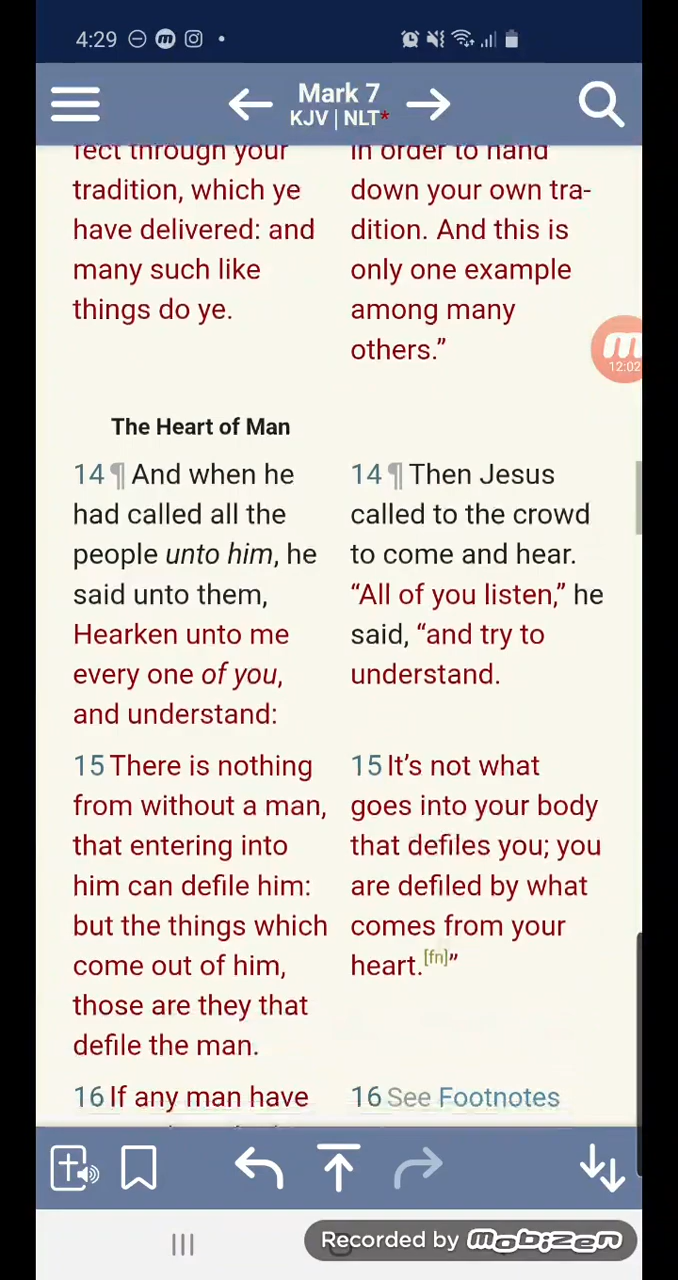 4:29
Mark 7
KJV | NLT*
fect through your
tradition, which ye
have delivered: and
many such like
things do ye.
in order to hand
down your own tra-
dition. And this is
only one example
among many
others.”
12:02
The Heart of Man
14 ¶ And when he
had called all the
people unto him, he
said unto them,
Hearken unto me
every one of you,
and understand:
14 ¶ Then Jesus
called to the crowd
to come and hear.
“All of you listen,” he
said, “and try to
understand.
15 There is nothing
from without a man,
that entering into
him can defile him:
but the things which
come out of him,
those are they that
defile the man.
15 It’s not what
goes into your body
that defiles you; you
are defiled by what
comes from your
heart.[fn]”
16 If any man have
16 See Footnotes
Recorded by mobizen